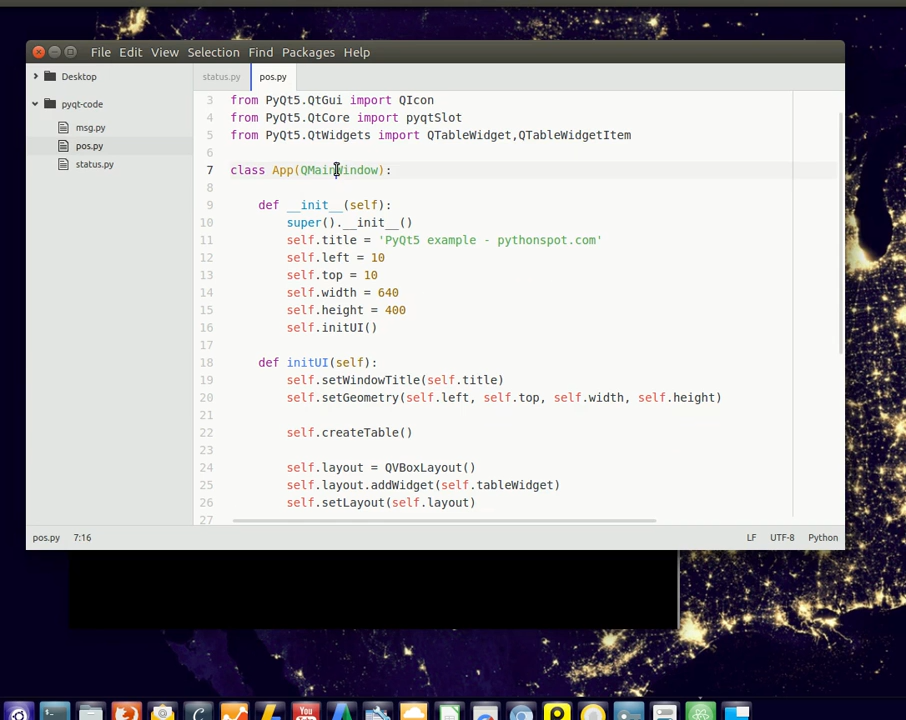 File Edit View Selection Find Packages Help
Desktop
pyqt-code
msg.py
pos.py
status.py
status.py pos.py
3 from PyQt5.QtGui import QIcon
4 from PyQt5.QtCore import pyqtSlot
5 from PyQt5.QtWidgets import QTableWidget,QTableWidgetItem
6
7 class App(QMainWindow):
8
9 def __init__(self):
10 super().__init__()
11 self.title = 'PyQt5 example - pythonspot.com'
12 self.left = 10
13 self.top = 10
14 self.width = 640
15 self.height = 400
16 self.initUI()
17
18 def initUI(self):
19 self.setWindowTitle(self.title)
20 self.setGeometry(self.left, self.top, self.width, self.height)
21
22 self.createTable()
23
24 self.layout = QVBoxLayout()
25 self.layout.addWidget(self.tableWidget)
26 self.setLayout(self.layout)
27
pos.py 7:16 LF UTF-8 Python
You